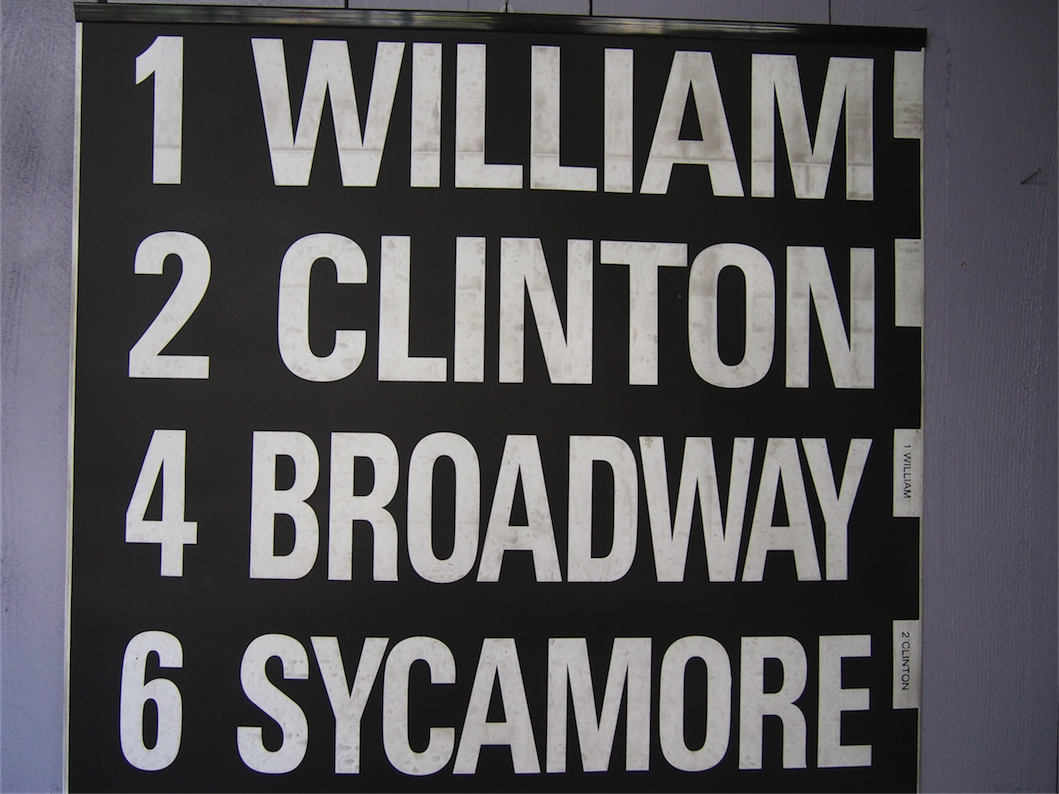 1 WILLIAM
2 CLINTON
4 BROADWAY
1 WILLIAM
6 SYCAMORE
2 CLINTON